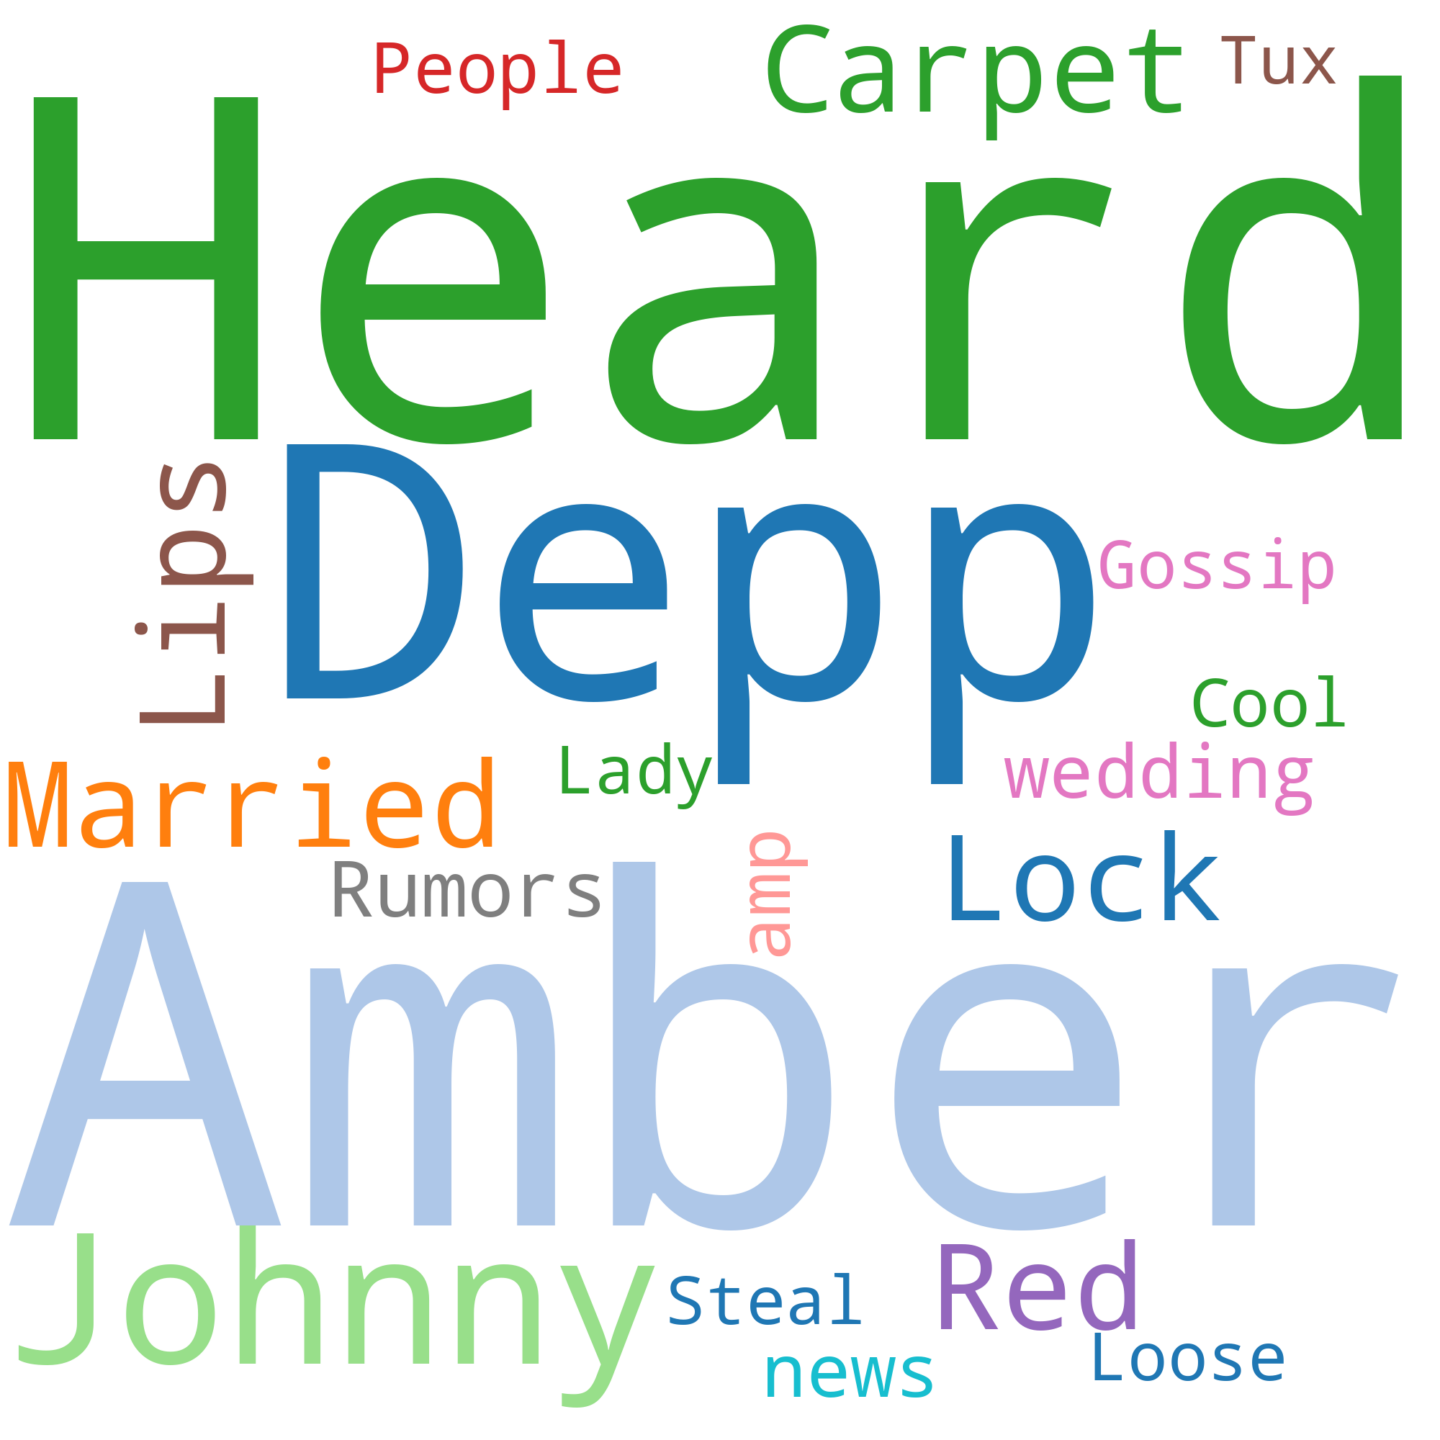 People
Carpet
Tux
Heard
Lips
Depp
Gossip
Cool
Married
Lady
wedding
Rumors
amp
Lock
Amber
Johnny
Steal
Red
news
Loose